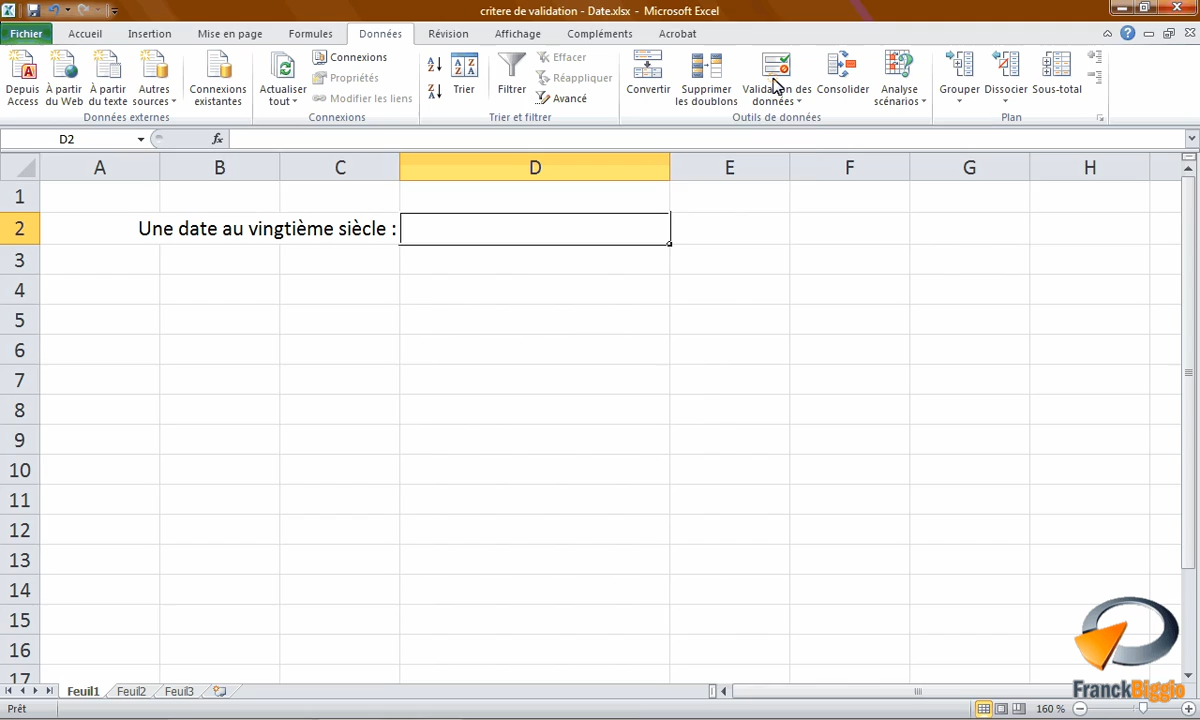 critere de validation - Date.xlsx - Microsoft Excel
Fichier Accueil Insertion Mise en page Formules Données Révision Affichage Compléments Acrobat
Depuis Access
À partir du Web
À partir du texte
Autres sources
Connexions existantes
Données externes
Actualiser tout
Connexions
Propriétés
Modifier les liens
Connexions
Trier
Filtrer
Effacer
Réappliquer
Avancé
Trier et filtrer
Convertir
Supprimer les doublons
Validation des données
Consolider
Analyse scénarios
Outils de données
Grouper
Dissocier
Sous-total
Plan
D2
fx
A B C D E F G H
1
2 Une date au vingtième siècle :
3
4
5
6
7
8
9
10
11
12
13
14
15
16
17
FranckBiggio
Feuil1 Feuil2 Feuil3
Prêt
160 %